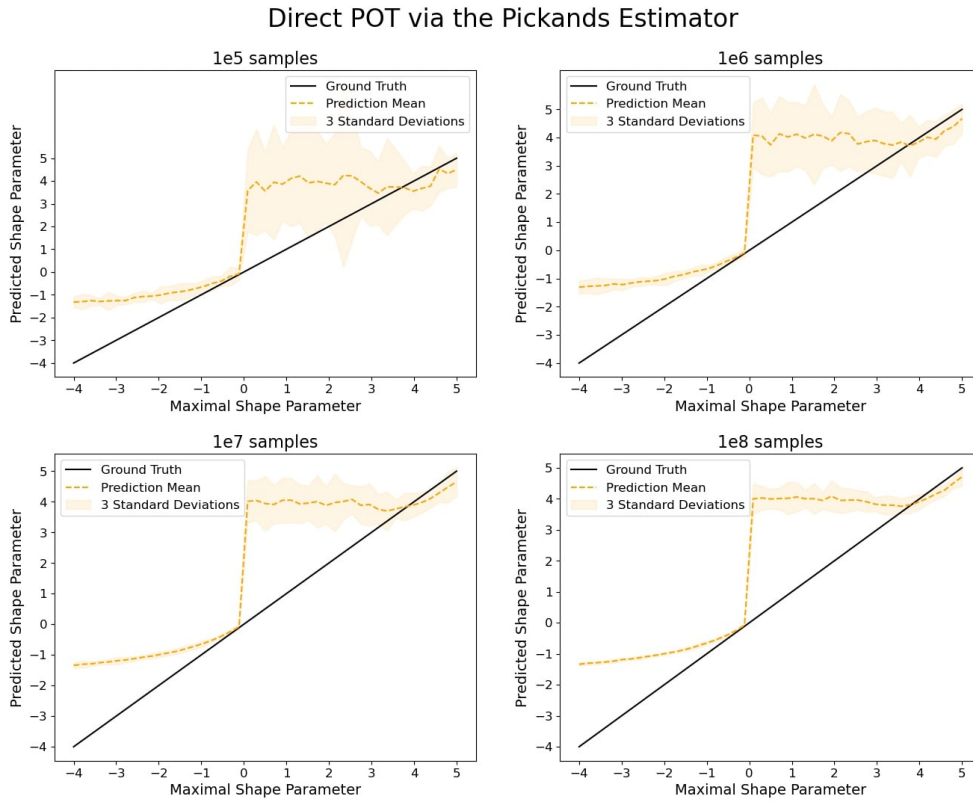 Direct POT via the Pickands Estimator
1e5 samples
Ground Truth
Prediction Mean
3 Standard Deviations
5
4
3
2
1
0
−1
−2
−3
−4
Predicted Shape Parameter
−4 −3 −2 −1 0 1 2 3 4 5
Maximal Shape Parameter
1e6 samples
Ground Truth
Prediction Mean
3 Standard Deviations
5
4
3
2
1
0
−1
−2
−3
−4
Predicted Shape Parameter
−4 −3 −2 −1 0 1 2 3 4 5
Maximal Shape Parameter
1e7 samples
Ground Truth
Prediction Mean
3 Standard Deviations
5
4
3
2
1
0
−1
−2
−3
−4
Predicted Shape Parameter
−4 −3 −2 −1 0 1 2 3 4 5
Maximal Shape Parameter
1e8 samples
Ground Truth
Prediction Mean
3 Standard Deviations
5
4
3
2
1
0
−1
−2
−3
−4
Predicted Shape Parameter
−4 −3 −2 −1 0 1 2 3 4 5
Maximal Shape Parameter